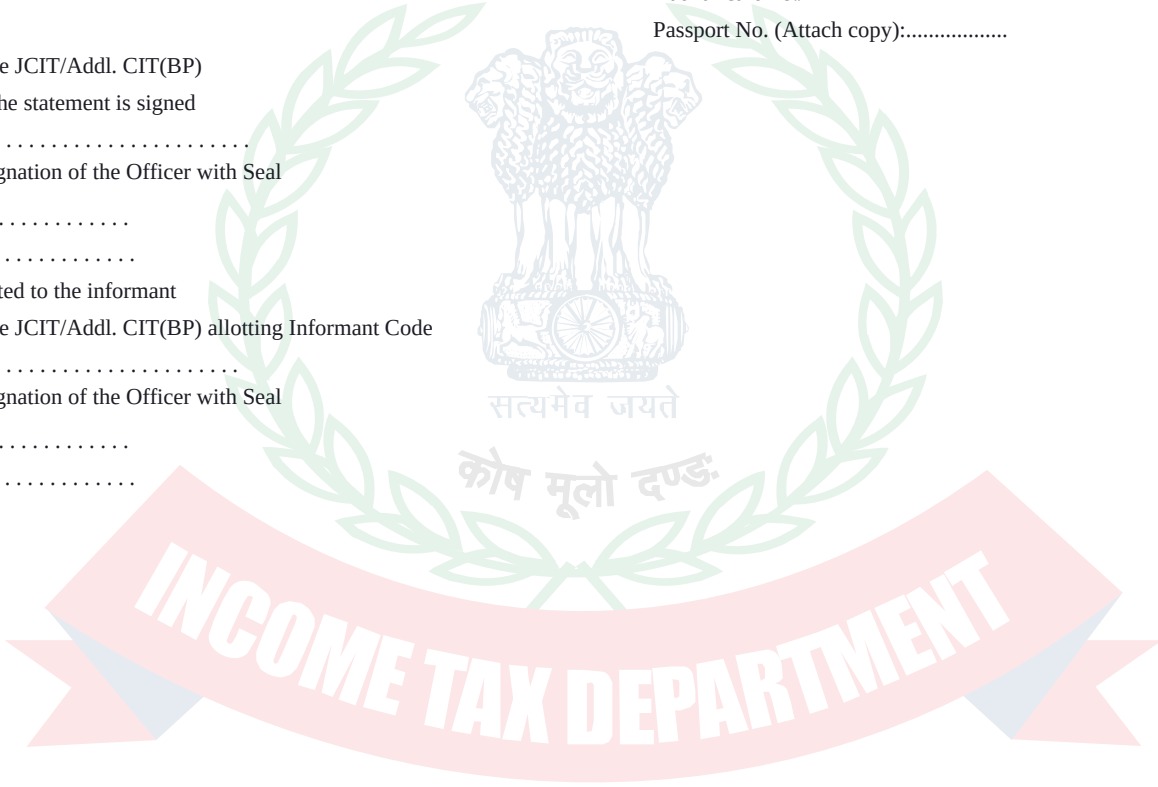 Passport No. (Attach copy):..................
e JCIT/Addl. CIT(BP)
he statement is signed
. . . . . . . . . . . . . . . . . . . . . . .
gnation of the Officer with Seal
. . . . . . . . . . . .
. . . . . . . . . . . . .
ted to the informant
e JCIT/Addl. CIT(BP) allotting Informant Code
. . . . . . . . . . . . . . . . . . . . . .
gnation of the Officer with Seal
. . . . . . . . . . . .
. . . . . . . . . . . . .
सत्यमेव जयते
कोष मूलो दण्डः
INCOME TAX DEPARTMENT